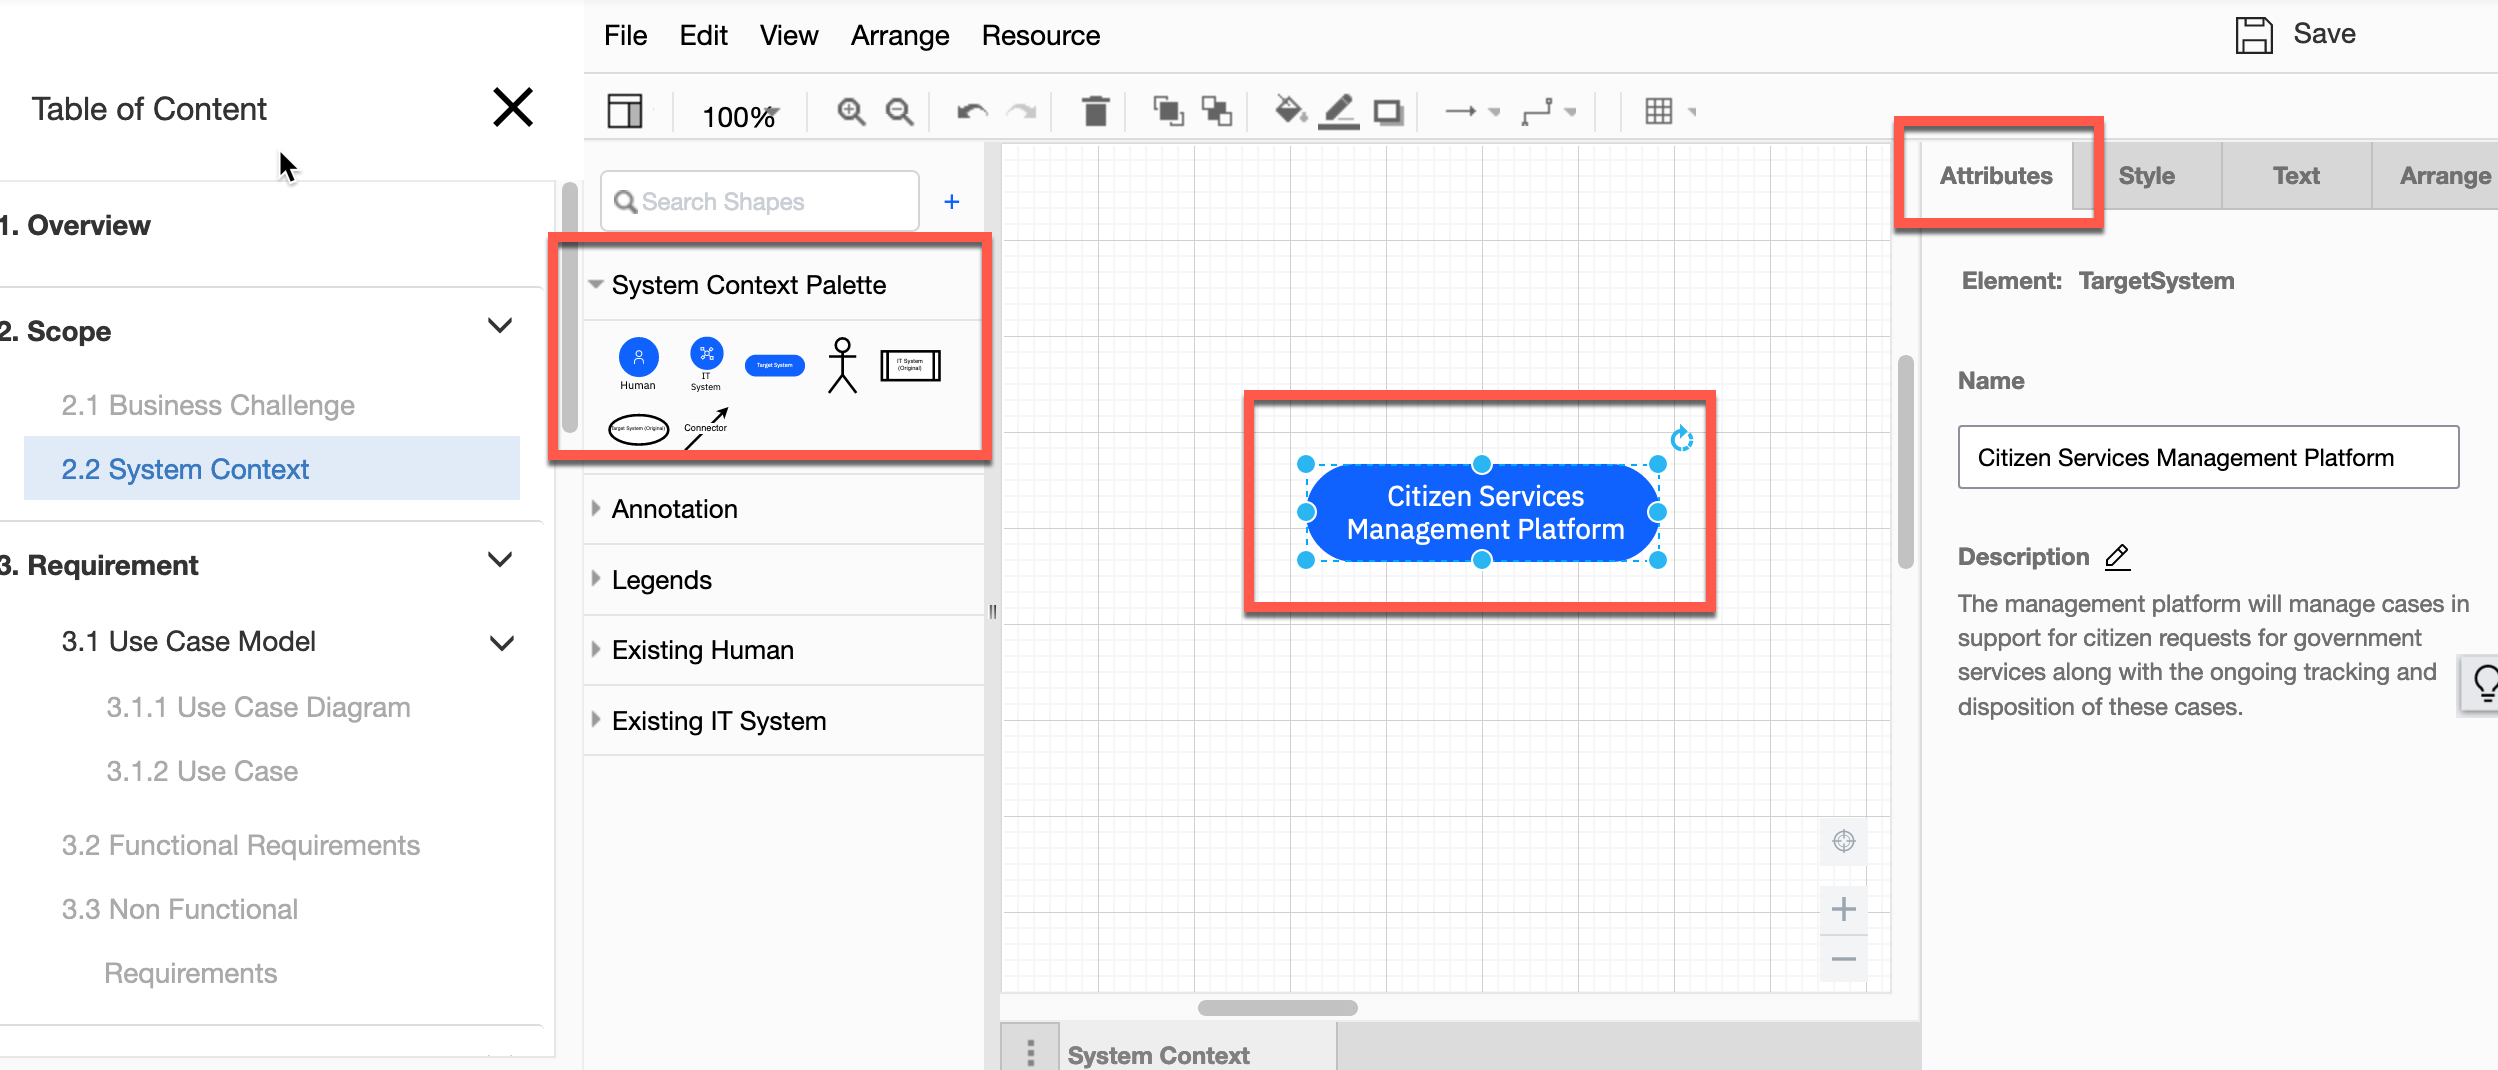 File Edit View Arrange Resource
Save
Table of Content
100%
1. Overview
2. Scope
2.1 Business Challenge
2.2 System Context
3. Requirement
3.1 Use Case Model
3.1.1 Use Case Diagram
3.1.2 Use Case
3.2 Functional Requirements
3.3 Non Functional
Requirements
Search Shapes
+
System Context Palette
Human
IT
System
Target System
IT System
(Original)
Target System (Original)
Connector
Annotation
Legends
Existing Human
Existing IT System
Citizen Services
Management Platform
System Context
Attributes Style Text Arrange
Element: TargetSystem
Name
Citizen Services Management Platform
Description
The management platform will manage cases in
support for citizen requests for government
services along with the ongoing tracking and
disposition of these cases.